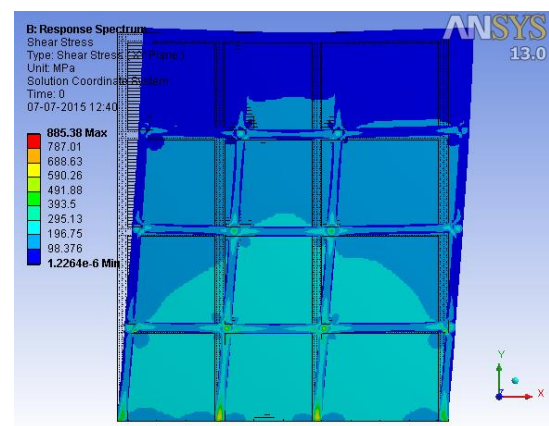 B: Response Spectrum
Shear Stress
Type: Shear Stress
Unit: MPa
Solution Coordinate System
Time: 0
07-07-2015 12:40
885.38 Max
787.01
688.63
590.26
491.88
393.5
295.13
196.75
98.376
1.2264e-6 Min
ANSYS
13.0
Y
X